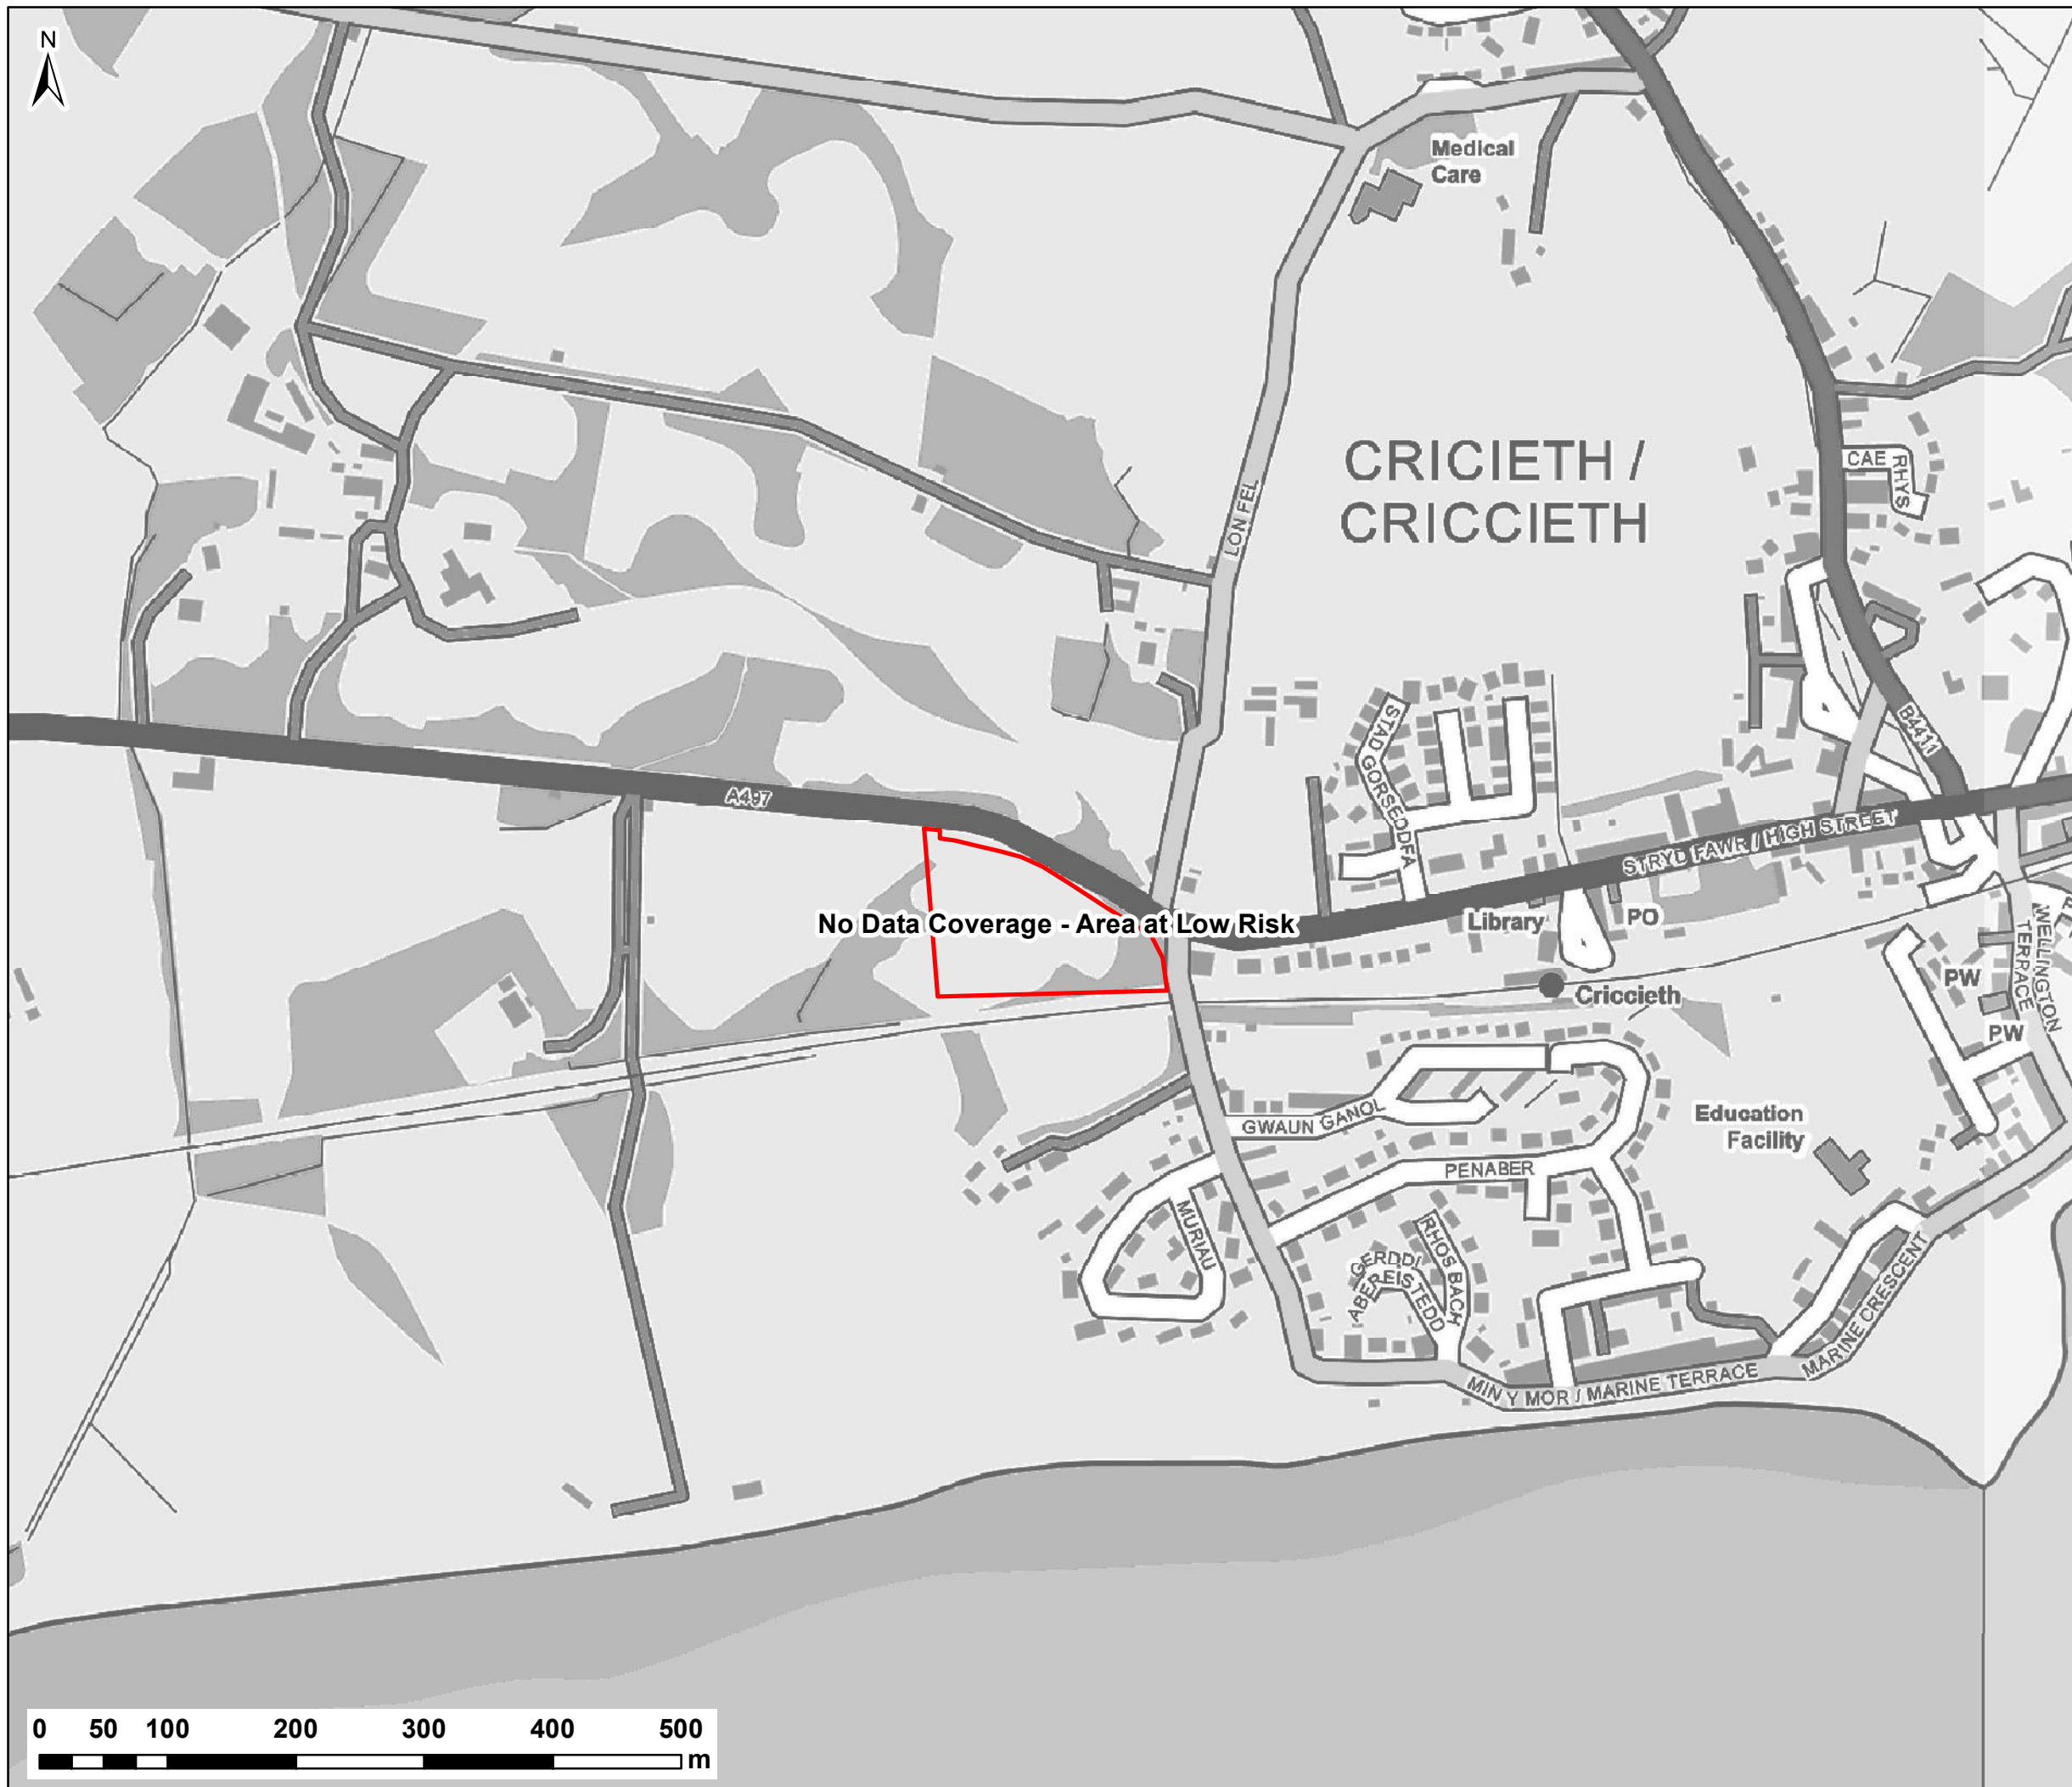 N
Medical
Care
CRICIETH /
CRICCIETH
CAE
RHYS
LON FEL
STAD GORSEDDFA
B4411
A497
STRYD FAWR / HIGH STREET
No Data Coverage - Area at Low Risk
Library
PO
WELLINGTON
TERRACE
PW
Criccieth
PW
Education
Facility
GWAUN GANOL
PENABER
MURIAU
RHOS BACH
GERDDI
ABEREISTEDD
MARINE CRESCENT
MIN Y MOR / MARINE TERRACE
0 50 100 200 300 400 500
m